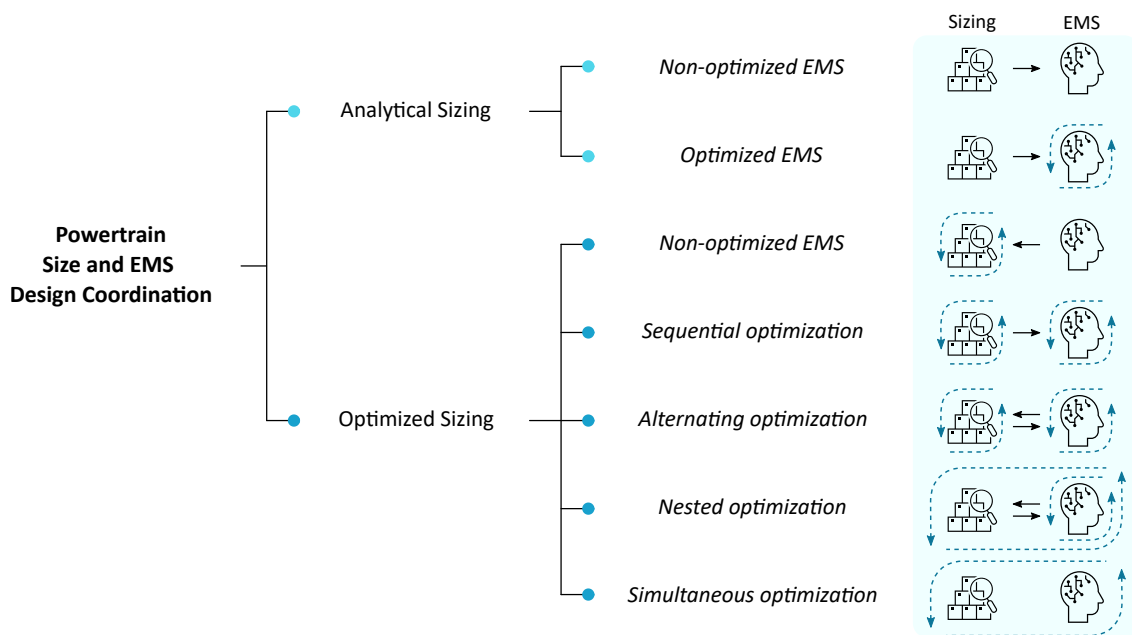 Sizing
EMS
Powertrain
Size and EMS
Design Coordination
Analytical Sizing
Non-optimized EMS
Optimized EMS
Optimized Sizing
Non-optimized EMS
Sequential optimization
Alternating optimization
Nested optimization
Simultaneous optimization